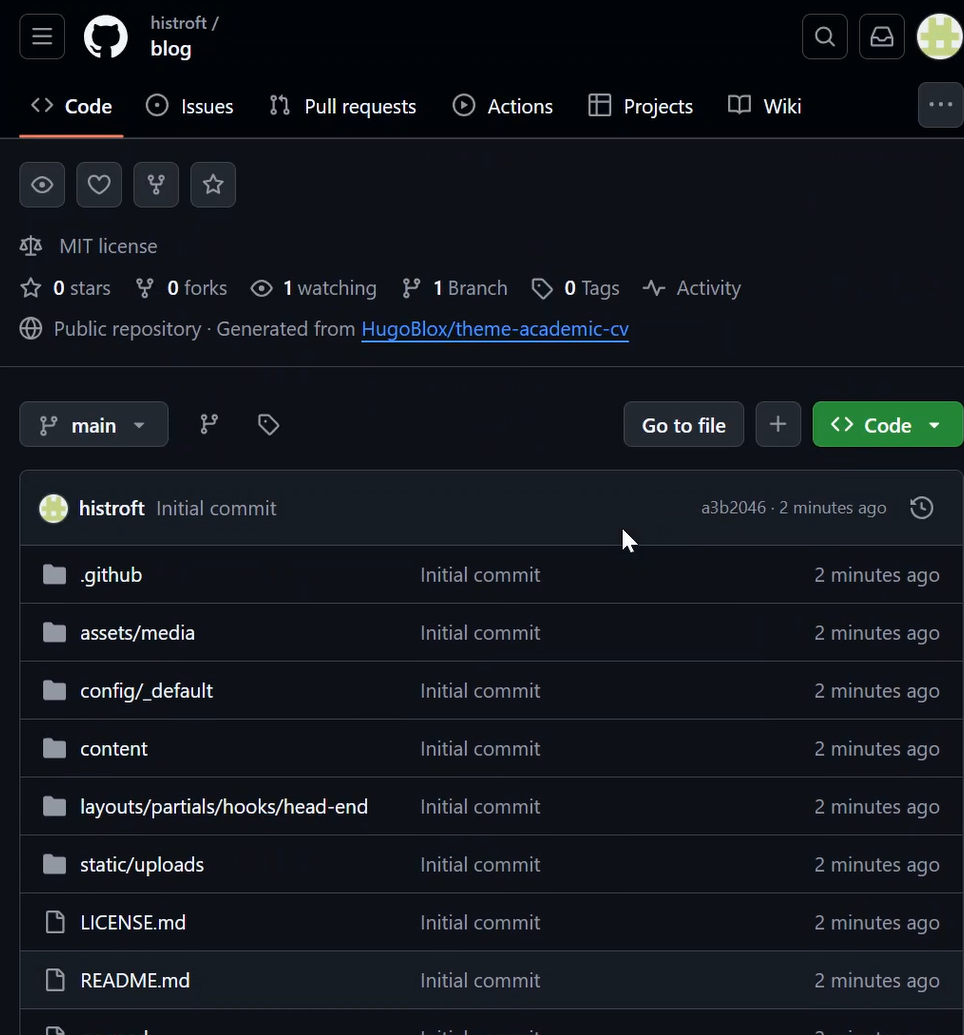 histroft /
blog
Code Issues Pull requests Actions Projects Wiki
MIT license
0 stars 0 forks 1 watching 1 Branch 0 Tags Activity
Public repository · Generated from HugoBlox/theme-academic-cv
main Go to file Code
histroft Initial commit a3b2046 · 2 minutes ago
.github Initial commit 2 minutes ago
assets/media Initial commit 2 minutes ago
config/_default Initial commit 2 minutes ago
content Initial commit 2 minutes ago
layouts/partials/hooks/head-end Initial commit 2 minutes ago
static/uploads Initial commit 2 minutes ago
LICENSE.md Initial commit 2 minutes ago
README.md Initial commit 2 minutes ago